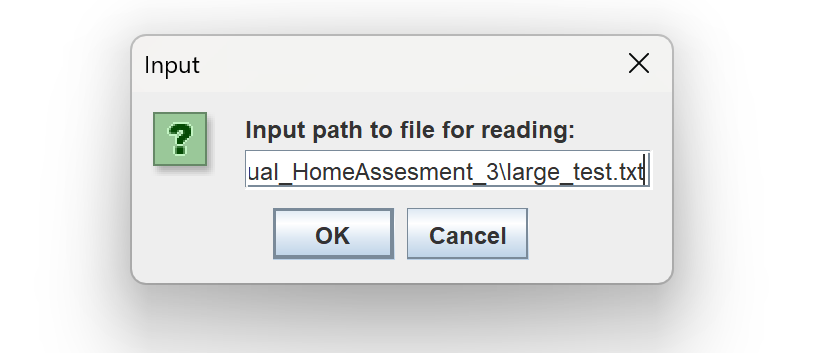 Input
Input path to file for reading:
ual_HomeAssesment_3\large_test.txt
OK
Cancel